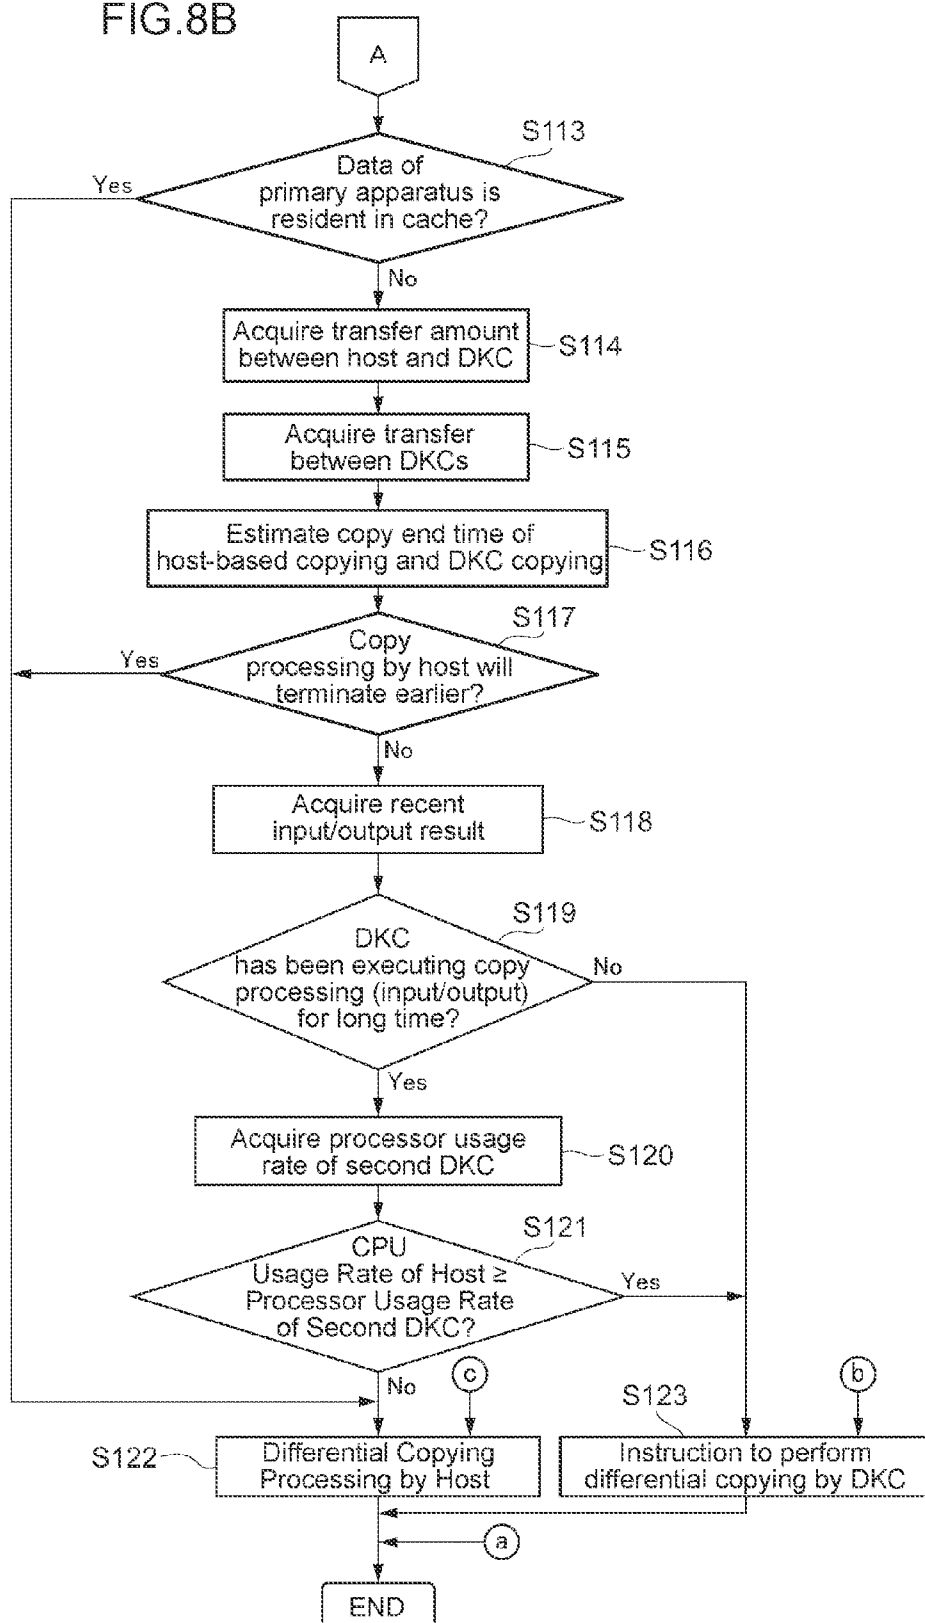 FIG.8B
A
S113
Data of
primary apparatus is
resident in cache?
Yes
No
Acquire transfer amount
between host and DKC
S114
Acquire transfer
between DKCs
S115
Estimate copy end time of
host-based copying and DKC copying
S116
S117
Copy
processing by host will
terminate earlier?
Yes
No
Acquire recent
input/output result
S118
S119
DKC
has been executing copy
processing (input/output)
for long time?
No
Yes
Acquire processor usage
rate of second DKC
S120
S121
CPU
Usage Rate of Host ≥
Processor Usage Rate
of Second DKC?
Yes
No
c
b
S123
S122
Differential Copying
Processing by Host
Instruction to perform
differential copying by DKC
a
END